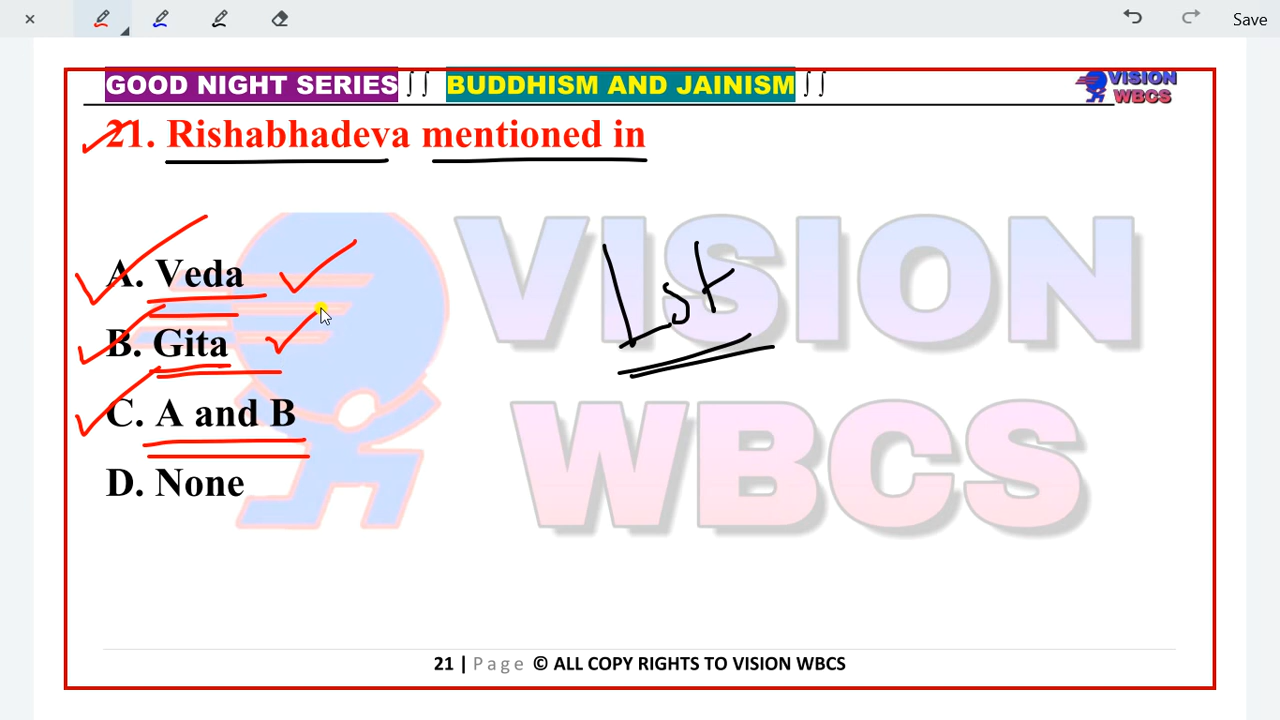 Save
GOOD NIGHT SERIES∫∫ BUDDHISM AND JAINISM∫∫
VISION
WBCS
21. Rishabhadeva mentioned in
A. Veda
B. Gita
C. A and B
D. None
1st
VISION
WBCS
21 | Page © ALL COPY RIGHTS TO VISION WBCS